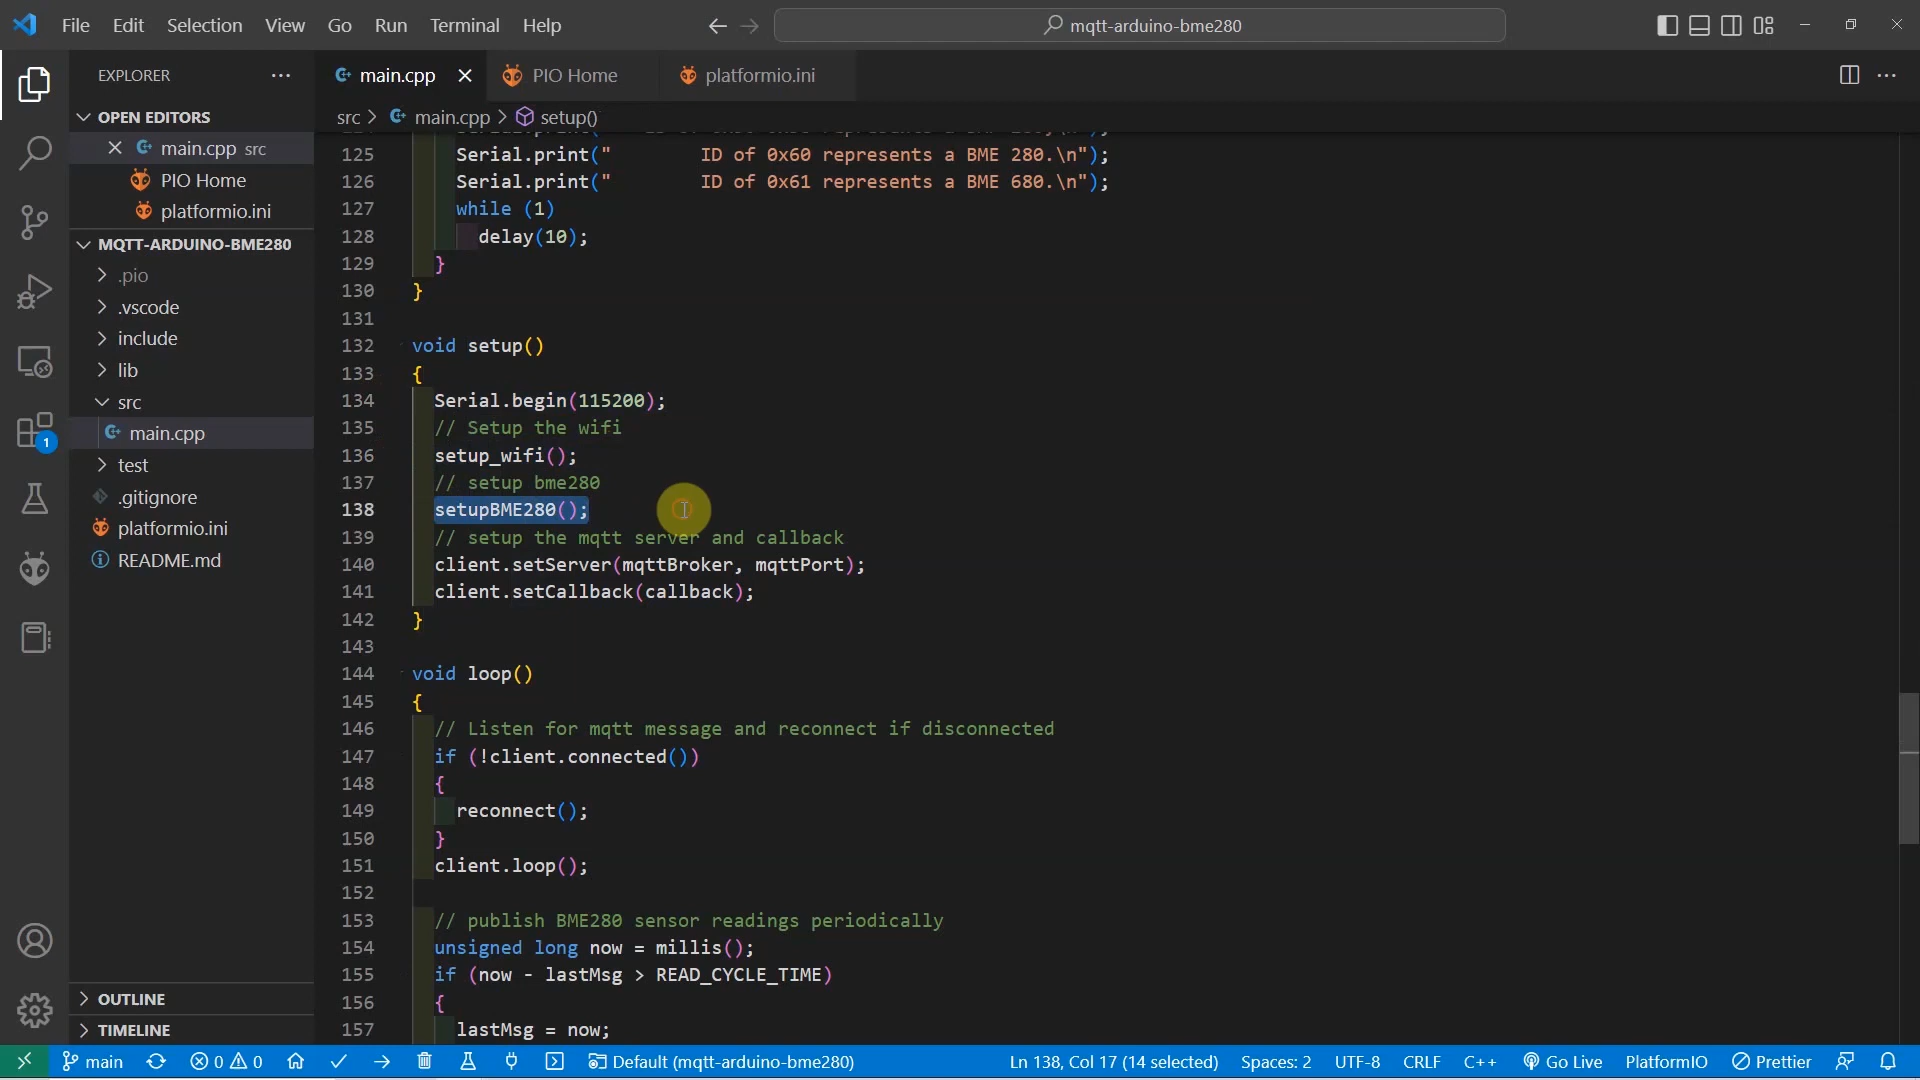 File Edit Selection View Go Run Terminal Help
mqtt-arduino-bme280
EXPLORER
main.cpp
PIO Home
platformio.ini
OPEN EDITORS
main.cpp src
PIO Home
platformio.ini
MQTT-ARDUINO-BME280
.pio
.vscode
include
lib
src
main.cpp
test
.gitignore
platformio.ini
README.md
OUTLINE
TIMELINE
src > main.cpp > setup()
125 Serial.print("        ID of 0x60 represents a BME 280.\n");
126 Serial.print("        ID of 0x61 represents a BME 680.\n");
127 while (1)
128 delay(10);
129 }
130 }
131
132 void setup()
133 {
134 Serial.begin(115200);
135 // Setup the wifi
136 setup_wifi();
137 // setup bme280
138 setupBME280();
139 // setup the mqtt server and callback
140 client.setServer(mqttBroker, mqttPort);
141 client.setCallback(callback);
142 }
143
144 void loop()
145 {
146 // Listen for mqtt message and reconnect if disconnected
147 if (!client.connected())
148 {
149 reconnect();
150 }
151 client.loop();
152
153 // publish BME280 sensor readings periodically
154 unsigned long now = millis();
155 if (now - lastMsg > READ_CYCLE_TIME)
156 {
157 lastMsg = now;
1
main 0 0 Default (mqtt-arduino-bme280) Ln 138, Col 17 (14 selected) Spaces: 2 UTF-8 CRLF C++ Go Live PlatformIO Prettier